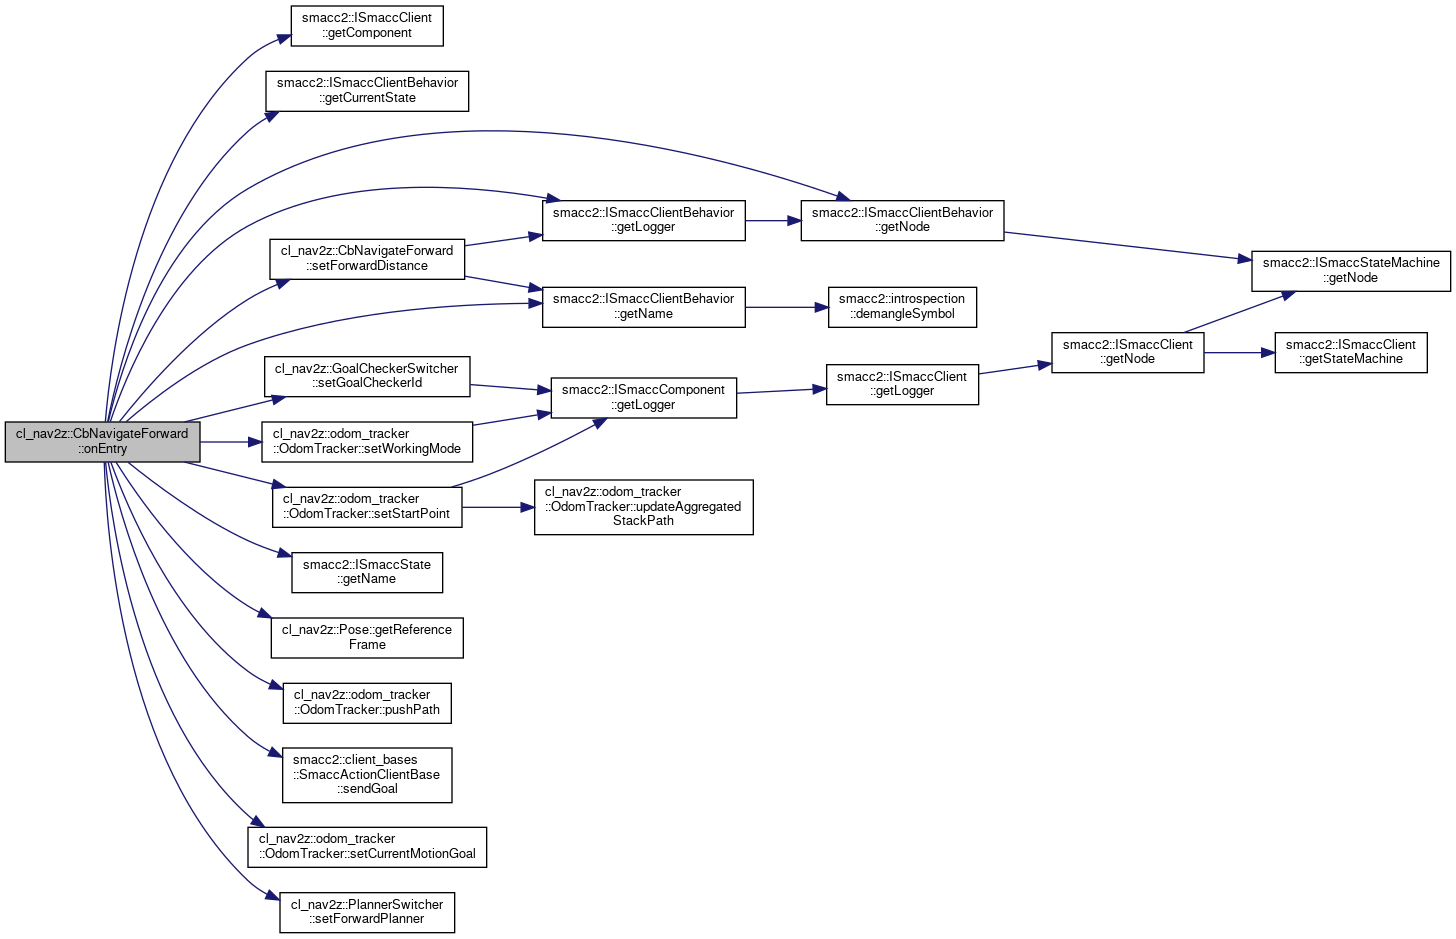 smacc2::ISmaccClient
::getComponent
smacc2::ISmaccClientBehavior
::getCurrentState
smacc2::ISmaccClientBehavior
::getLogger
smacc2::ISmaccClientBehavior
::getNode
cl_nav2z::CbNavigateForward
::setForwardDistance
smacc2::ISmaccStateMachine
::getNode
smacc2::ISmaccClientBehavior
::getName
smacc2::introspection
::demangleSymbol
smacc2::ISmaccClient
::getNode
smacc2::ISmaccClient
::getStateMachine
cl_nav2z::GoalCheckerSwitcher
::setGoalCheckerId
smacc2::ISmaccComponent
::getLogger
smacc2::ISmaccClient
::getLogger
cl_nav2z::CbNavigateForward
::onEntry
cl_nav2z::odom_tracker
::OdomTracker::setWorkingMode
cl_nav2z::odom_tracker
::OdomTracker::setStartPoint
cl_nav2z::odom_tracker
::OdomTracker::updateAggregated
StackPath
smacc2::ISmaccState
::getName
cl_nav2z::Pose::getReference
Frame
cl_nav2z::odom_tracker
::OdomTracker::pushPath
smacc2::client_bases
::SmaccActionClientBase
::sendGoal
cl_nav2z::odom_tracker
::OdomTracker::setCurrentMotionGoal
cl_nav2z::PlannerSwitcher
::setForwardPlanner